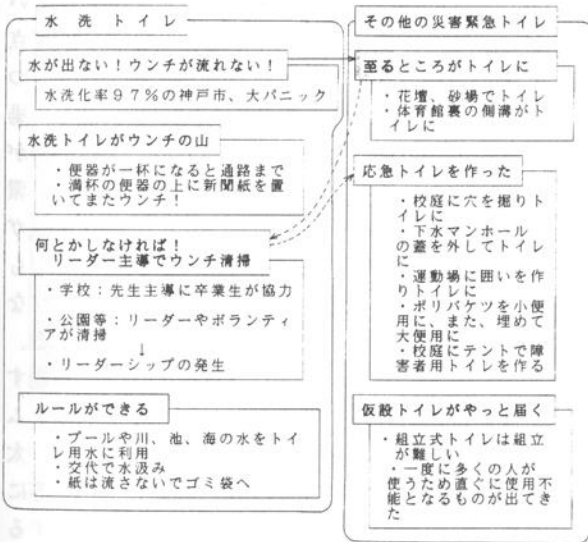 水洗トイレ
水が出ない！ウンチが流れない！
水洗化率９７％の神戸市、大パニック
水洗トイレがウンチの山
・便器が一杯になると通路まで
・満杯の便器の上に新聞紙を置
いてまたウンチ！
何とかしなければ！
リーダー主導でウンチ清掃
・学校：先生主導に卒業生が協力
・公園等：リーダーやボランティ
アが清掃
↓
・リーダーシップの発生
ルールができる
・プールや川、池、海の水をトイ
レ用水に利用
・交代で水汲み
・紙は流さないでゴミ袋へ
その他の災害緊急トイレ
至るところがトイレに
・花壇、砂場でトイレ
・体育館裏の側溝がト
イレに
応急トイレを作った
・校庭に穴を掘りト
イレに
・下水マンホール
の蓋を外してトイレ
に
・運動場に囲いを作
りトイレに
・ポリバケツを小便
用に、また、埋めて
大便用に
・校庭にテントで障
害者用トイレを作る
仮設トイレがやっと届く
・組立式トイレは組立
が難しい
・一度に多くの人が
使うため直ぐに使用不
能となるものが出てき
た